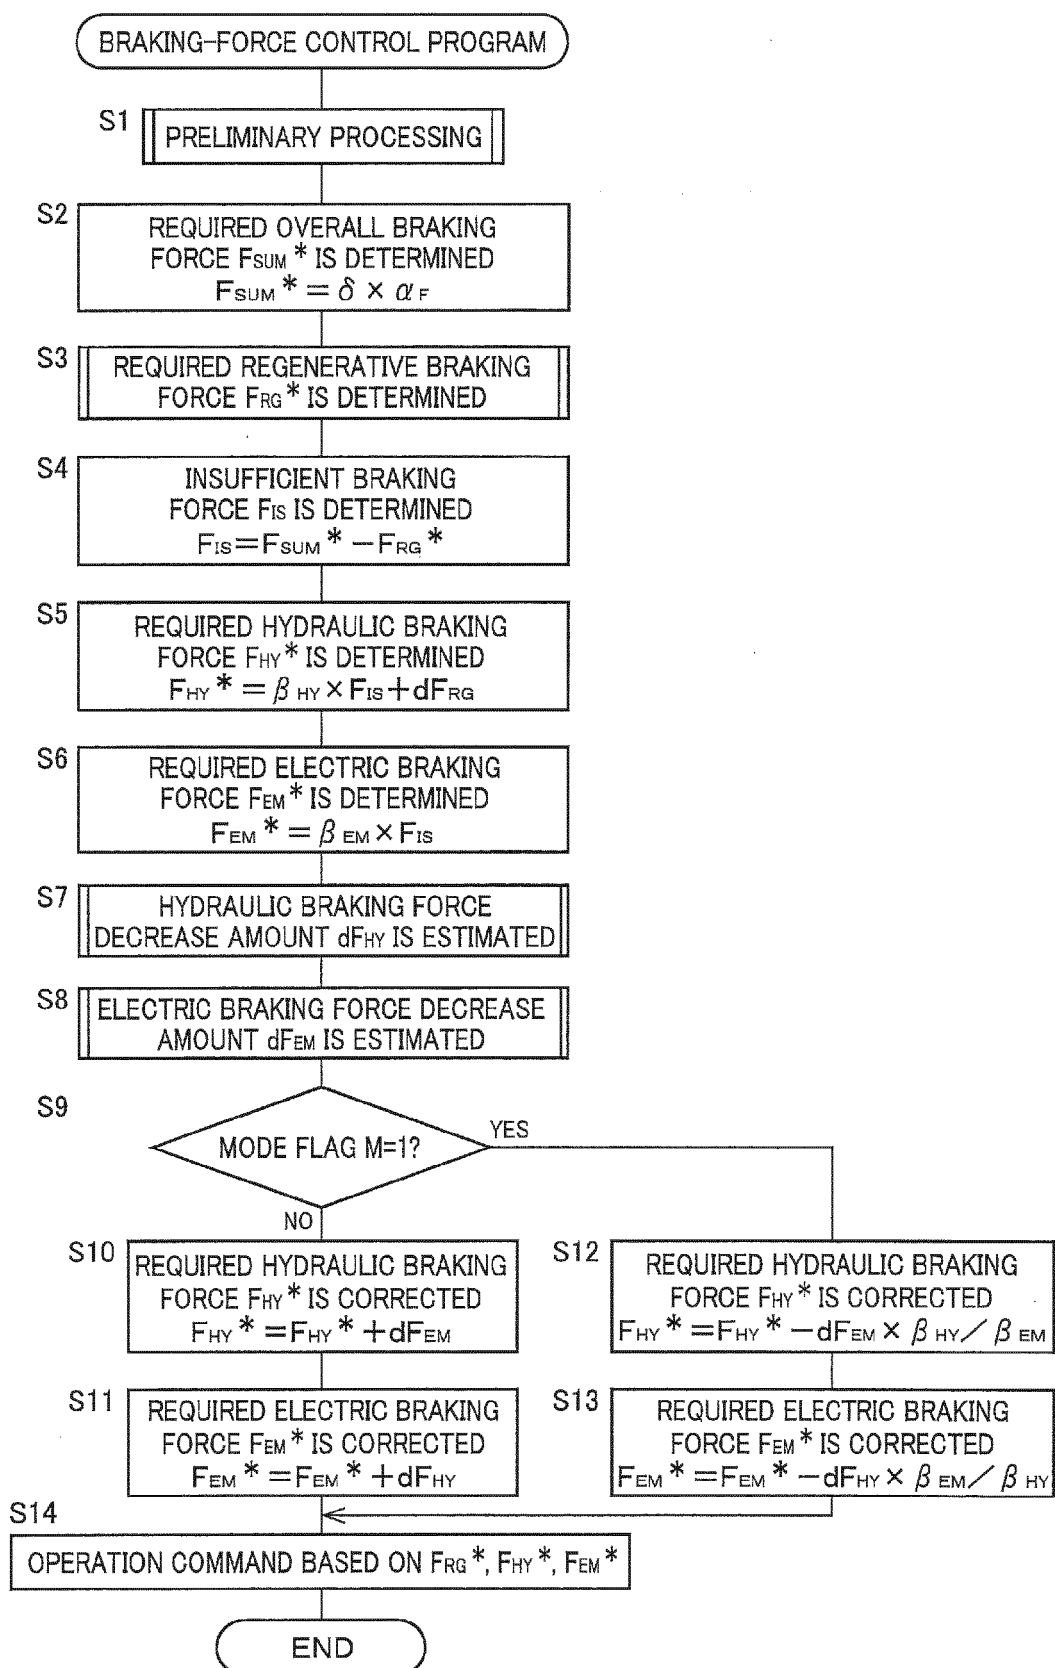 BRAKING-FORCE CONTROL PROGRAM
S1
PRELIMINARY PROCESSING
S2
REQUIRED OVERALL BRAKING
FORCE FSUM* IS DETERMINED
FSUM* = δ × αF
S3
REQUIRED REGENERATIVE BRAKING
FORCE FRG* IS DETERMINED
S4
INSUFFICIENT BRAKING
FORCE FIS IS DETERMINED
FIS=FSUM*−FRG*
S5
REQUIRED HYDRAULIC BRAKING
FORCE FHY* IS DETERMINED
FHY* = βHY × FIS+dFRG
S6
REQUIRED ELECTRIC BRAKING
FORCE FEM* IS DETERMINED
FEM* = βEM × FIS
S7
HYDRAULIC BRAKING FORCE
DECREASE AMOUNT dFHY IS ESTIMATED
S8
ELECTRIC BRAKING FORCE DECREASE
AMOUNT dFEM IS ESTIMATED
S9
MODE FLAG M=1?
YES
NO
S10
REQUIRED HYDRAULIC BRAKING
FORCE FHY* IS CORRECTED
FHY*=FHY*+dFEM
S11
REQUIRED ELECTRIC BRAKING
FORCE FEM* IS CORRECTED
FEM*=FEM*+dFHY
S12
REQUIRED HYDRAULIC BRAKING
FORCE FHY* IS CORRECTED
FHY*=FHY*−dFEM × βHY/βEM
S13
REQUIRED ELECTRIC BRAKING
FORCE FEM* IS CORRECTED
FEM*=FEM*−dFHY × βEM/βHY
S14
OPERATION COMMAND BASED ON FRG*, FHY*, FEM*
END